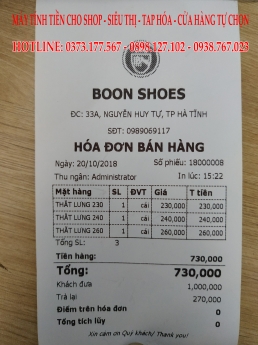 MÁY TÍNH TIỀN CHO SHOP - SIÊU THỊ - TẠP HÓA - CỬA HÀNG TỰ CHỌN
HOTLINE: 0373.177.567 - 0898.127.102 - 0938.767.023
BOON SHOES
ĐC: 33A, NGUYỄN HUY TỰ, TP HÀ TĨNH
SĐT: 0989069117
HÓA ĐƠN BÁN HÀNG
Ngày: 20/10/2018 Số phiếu: 18000008
Thu ngân: Administrator In lúc: 15:22
Mặt hàng SL ĐVT Giá T tiền
THẮT LƯNG 230 1 cái 230,000 230,000
THẮT LƯNG 240 1 cái 240,000 240,000
THẮT LƯNG 260 1 cái 260,000 260,000
Tổng SL: 3
Tiền hàng: 730,000
Tổng: 730,000
Khách đưa 1,000,000
Trả lại 270,000
Điểm trên hóa đơn 0
Tổng tích lũy 0
Xin cảm ơn Quý khách/ Thank you!